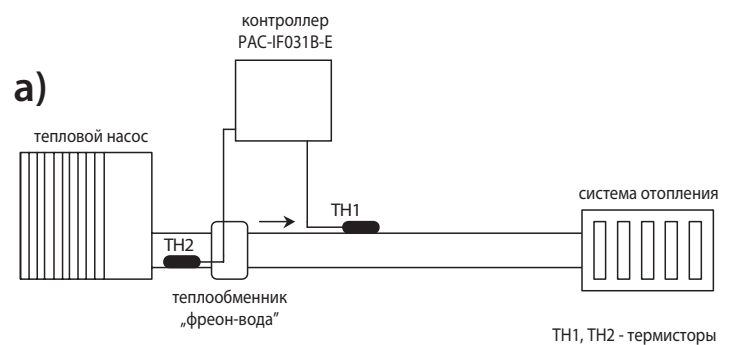 контроллер
PAC-IF031B-E
а)
тепловой насос
система отопления
TH1
TH2
теплообменник
„фреон-вода”
TH1, TH2 - термисторы